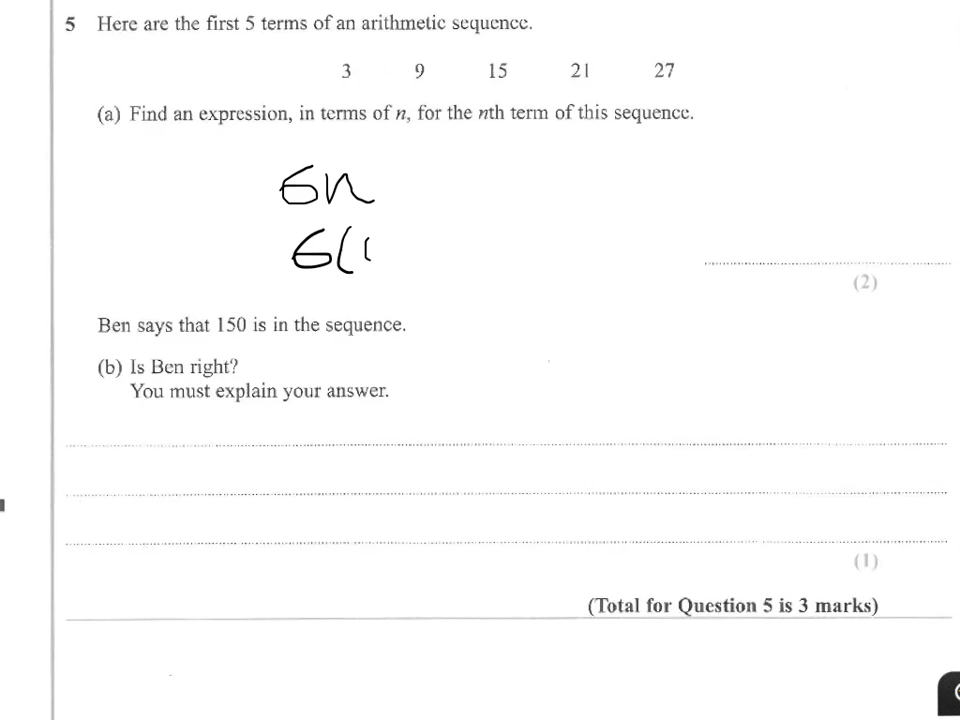 5 Here are the first 5 terms of an arithmetic sequence.
3 9 15 21 27
(a) Find an expression, in terms of n, for the nth term of this sequence.
6n
6(
(2)
Ben says that 150 is in the sequence.
(b) Is Ben right?
You must explain your answer.
(1)
(Total for Question 5 is 3 marks)